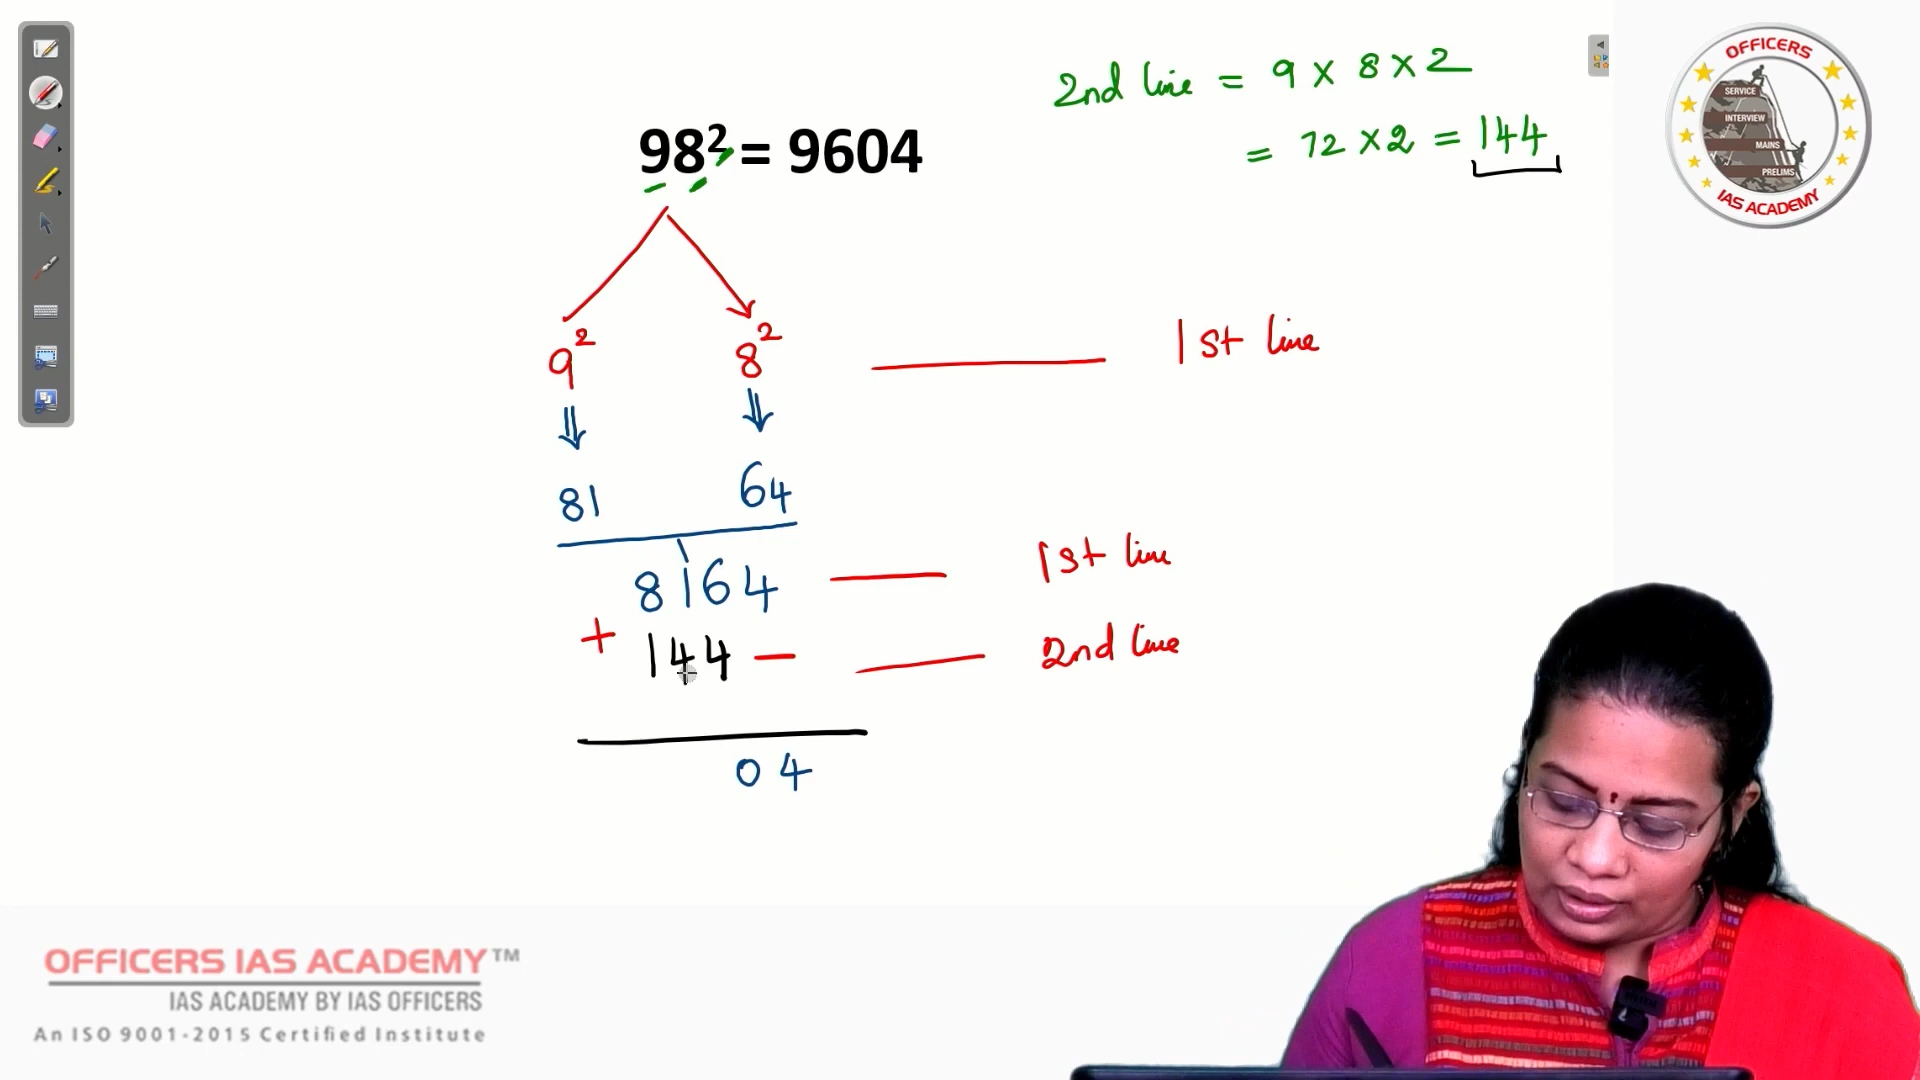 2nd line = 9 × 8 × 2
= 72 × 2 = 144
98² = 9604
9² 8² 1st line
81 64
8164 1st line
+ 144 – 2nd line
04
OFFICERS
SERVICE
INTERVIEW
MAINS
PRELIMS
IAS ACADEMY
OFFICERS IAS ACADEMY™
IAS ACADEMY BY IAS OFFICERS
An ISO 9001-2015 Certified Institute